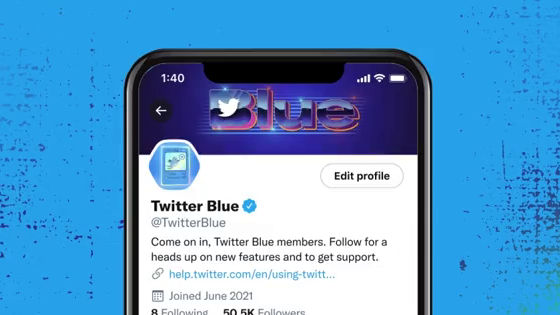 1:40
Blue
Edit profile
Twitter Blue
@TwitterBlue
Come on in, Twitter Blue members. Follow for a
heads up on new features and to get support.
help.twitter.com/en/using-twitt...
Joined June 2021
8 Following 50.5K Followers